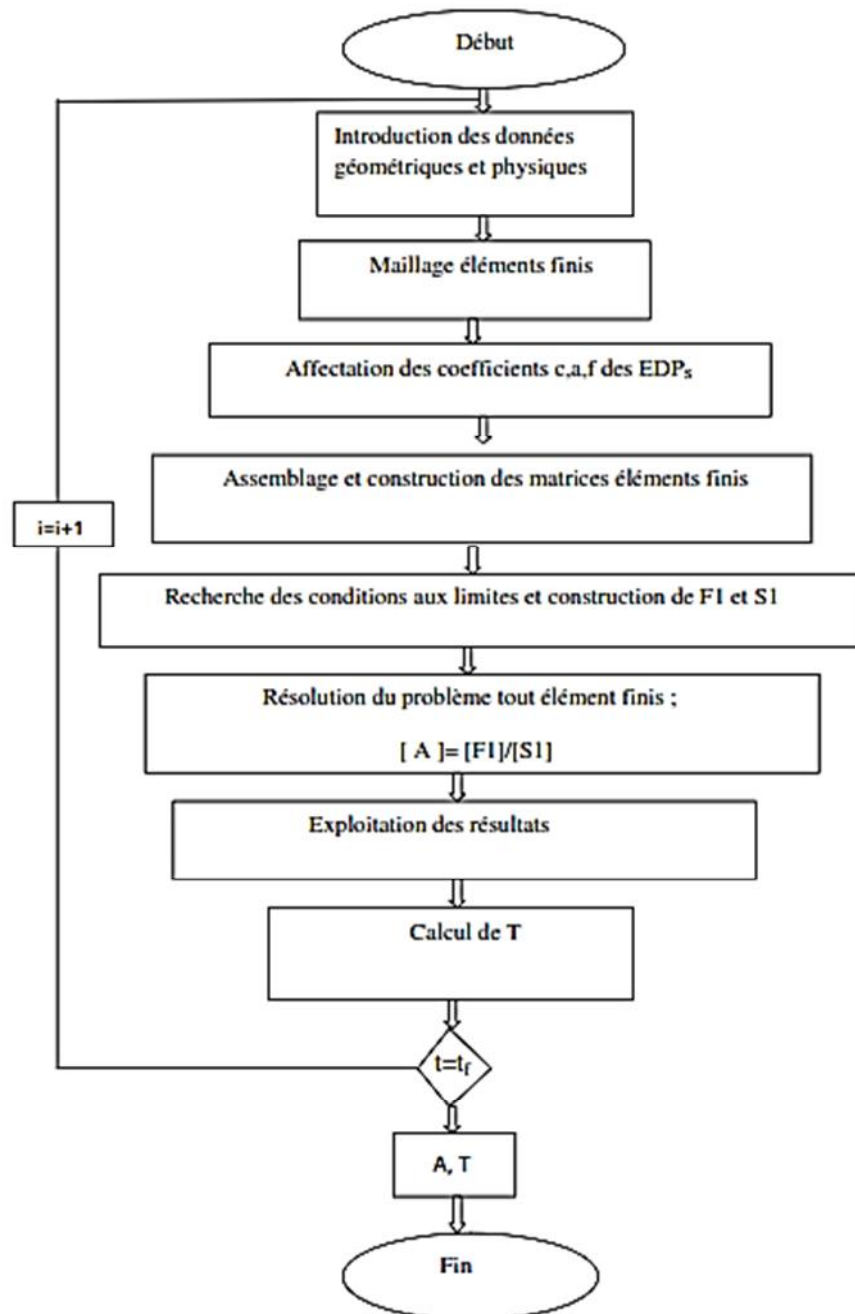 Début
Introduction des données
géométriques et physiques
Maillage éléments finis
Affectation des coefficients c,a,f des EDPs
Assemblage et construction des matrices éléments finis
i=i+1
Recherche des conditions aux limites et construction de F1 et S1
Résolution du problème tout élément finis ;
[ A ]= [F1]/[S1]
Exploitation des résultats
Calcul de T
t=tf
A, T
Fin